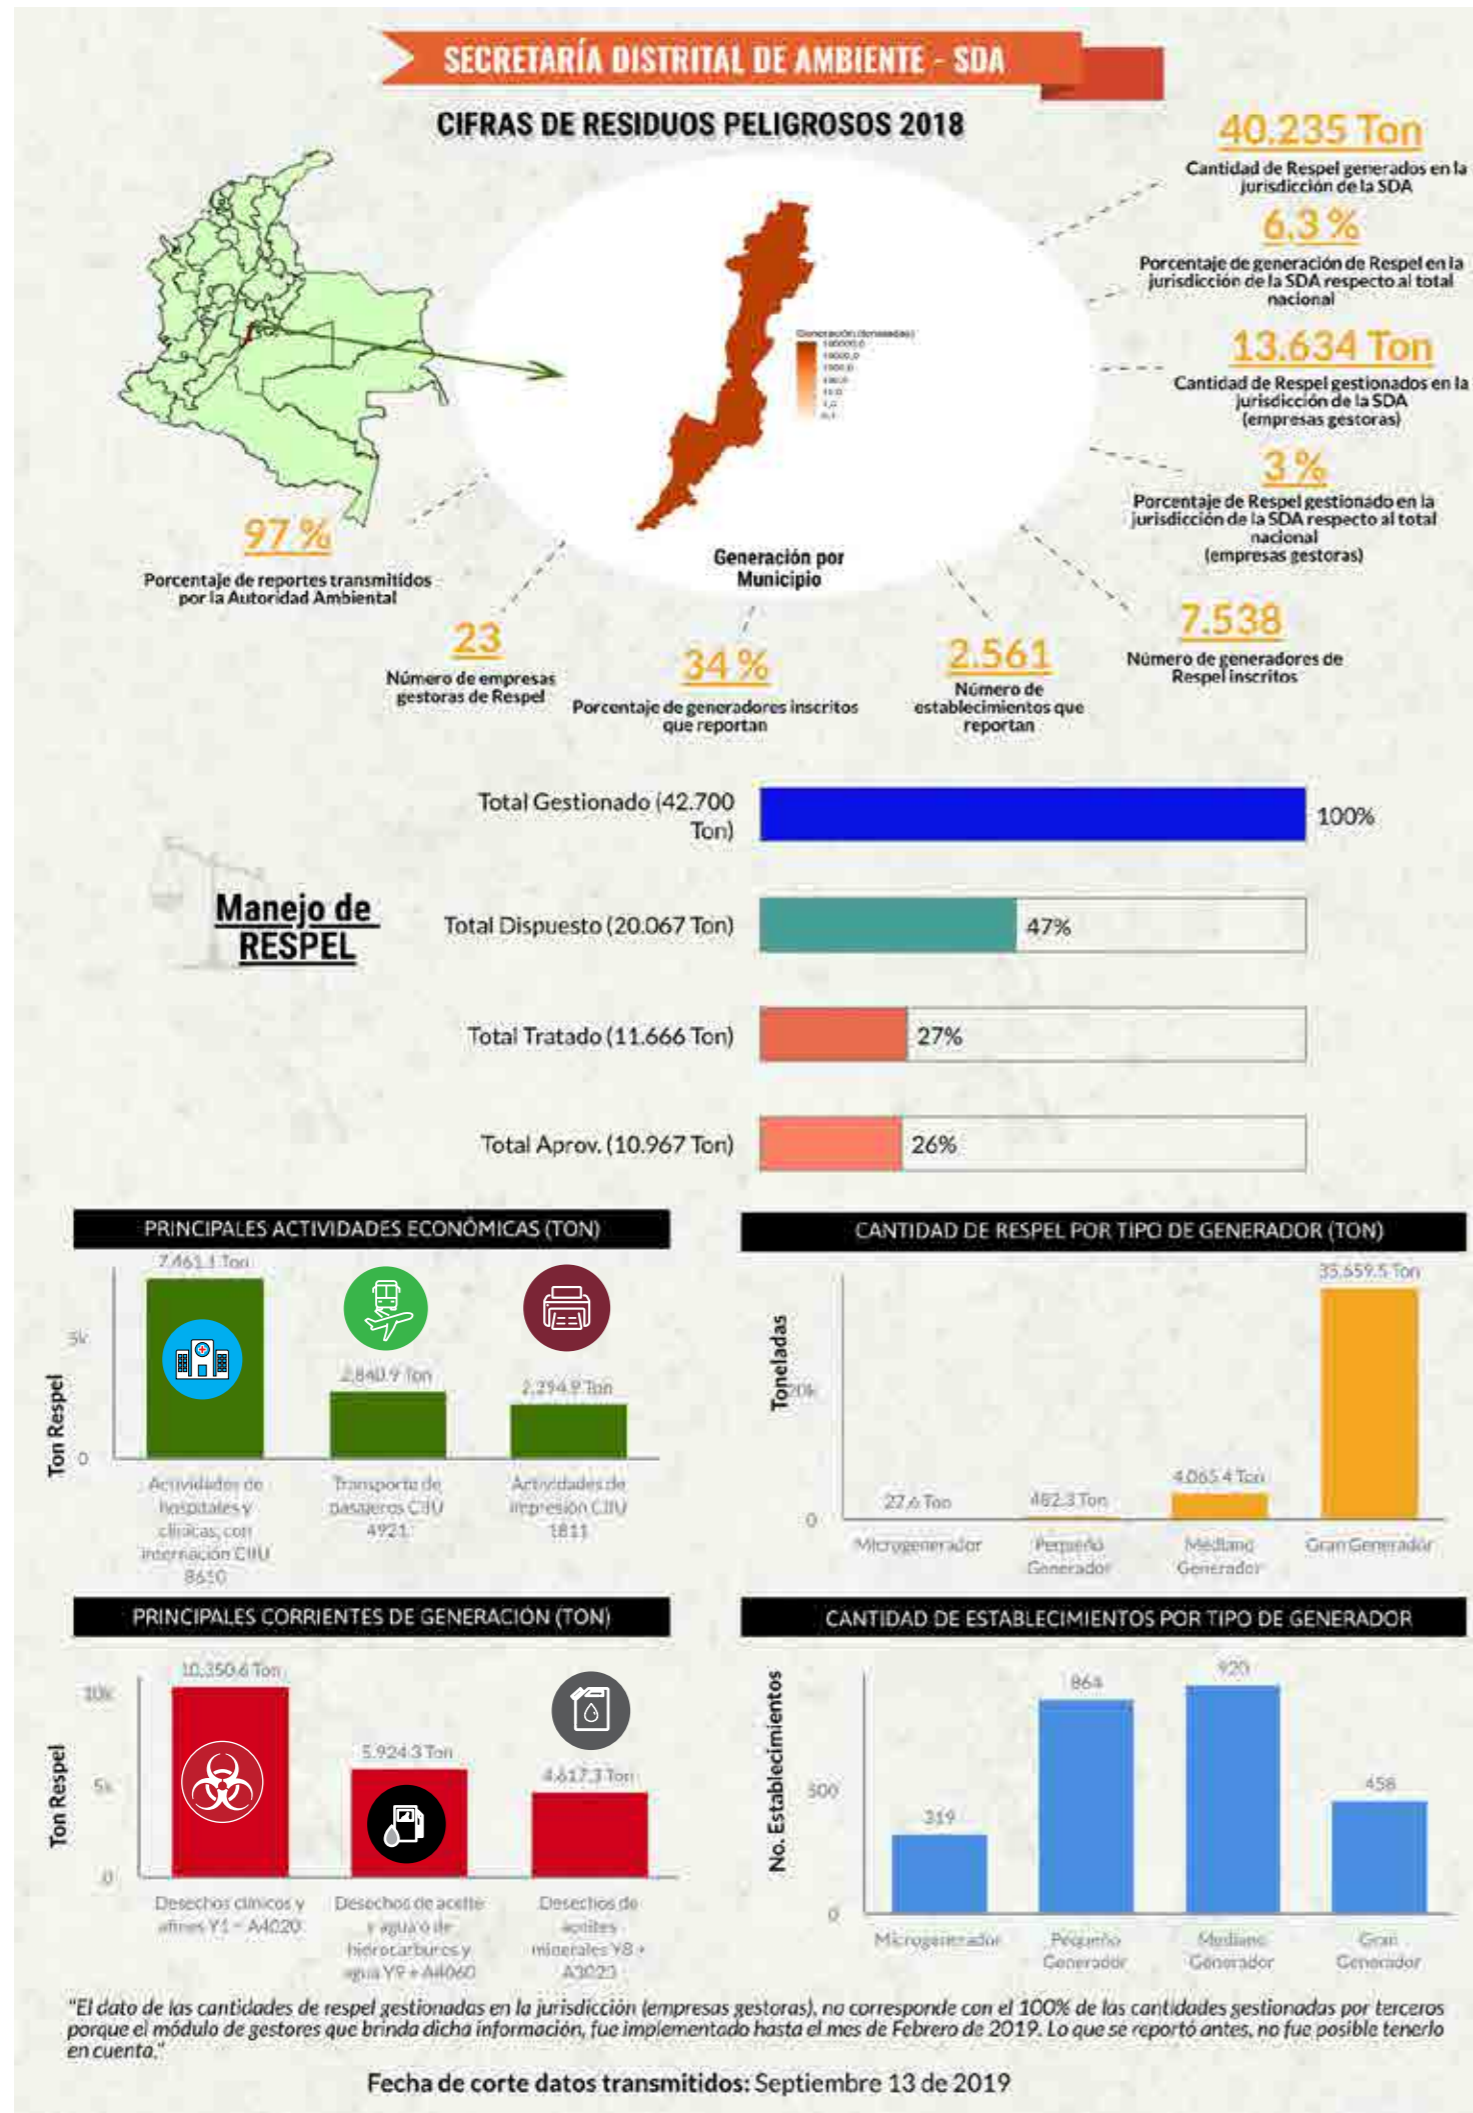 SECRETARÍA DISTRITAL DE AMBIENTE - SDA
CIFRAS DE RESIDUOS PELIGROSOS 2018
40.235 Ton
Cantidad de Respel generados en la
jurisdicción de la SDA
6.3 %
Porcentaje de generación de Respel en la
jurisdicción de la SDA respecto al total
nacional
13.634 Ton
Cantidad de Respel gestionados en la
jurisdicción de la SDA
(empresas gestoras)
3 %
Porcentaje de Respel gestionado en la
jurisdicción de la SDA respecto al total
nacional
(empresas gestoras)
Generación (toneladas)
Generación por
Municipio
97 %
Porcentaje de reportes transmitidos
por la Autoridad Ambiental
23
Número de empresas
gestoras de Respel
34 %
Porcentaje de generadores inscritos
que reportan
2.561
Número de
establecimientos que
reportan
7.538
Número de generadores de
Respel inscritos
Manejo de
RESPEL
Total Gestionado (42.700
Ton)
100%
Total Dispuesto (20.067 Ton)
47%
Total Tratado (11.666 Ton)
27%
Total Aprov. (10.967 Ton)
26%
PRINCIPALES ACTIVIDADES ECONÓMICAS (TON)
Ton Respel
5k
0
7.461.1 Ton
2.840.9 Ton
2.294.9 Ton
Actividades de
hospitales y
clínicas, con
internación CIIU
8610
Transporte de
pasajeros CIIU
4921
Actividades de
impresión CIIU
1811
CANTIDAD DE RESPEL POR TIPO DE GENERADOR (TON)
Toneladas
20k
0
27.6 Ton
482.3 Ton
4.065.4 Ton
35.659.5 Ton
Microgenerador
Pequeño
Generador
Mediano
Generador
Gran Generador
PRINCIPALES CORRIENTES DE GENERACIÓN (TON)
Ton Respel
10k
5k
0
10.350.6 Ton
5.924.3 Ton
4.617.3 Ton
Desechos clínicos y
afines Y1 - A4020
Desechos de aceite
y agua o de
hidrocarburos y
agua Y9 + A4060
Desechos de
aceites
minerales Y8 +
A3020
CANTIDAD DE ESTABLECIMIENTOS POR TIPO DE GENERADOR
No. Establecimientos
500
0
319
864
920
458
Microgenerador
Pequeño
Generador
Mediano
Generador
Gran
Generador
"El dato de las cantidades de respel gestionadas en la jurisdicción (empresas gestoras), no corresponde con el 100% de las cantidades gestionadas por terceros
porque el módulo de gestores que brinda dicha información, fue implementado hasta el mes de Febrero de 2019. Lo que se reportó antes, no fue posible tenerlo
en cuenta."
Fecha de corte datos transmitidos: Septiembre 13 de 2019